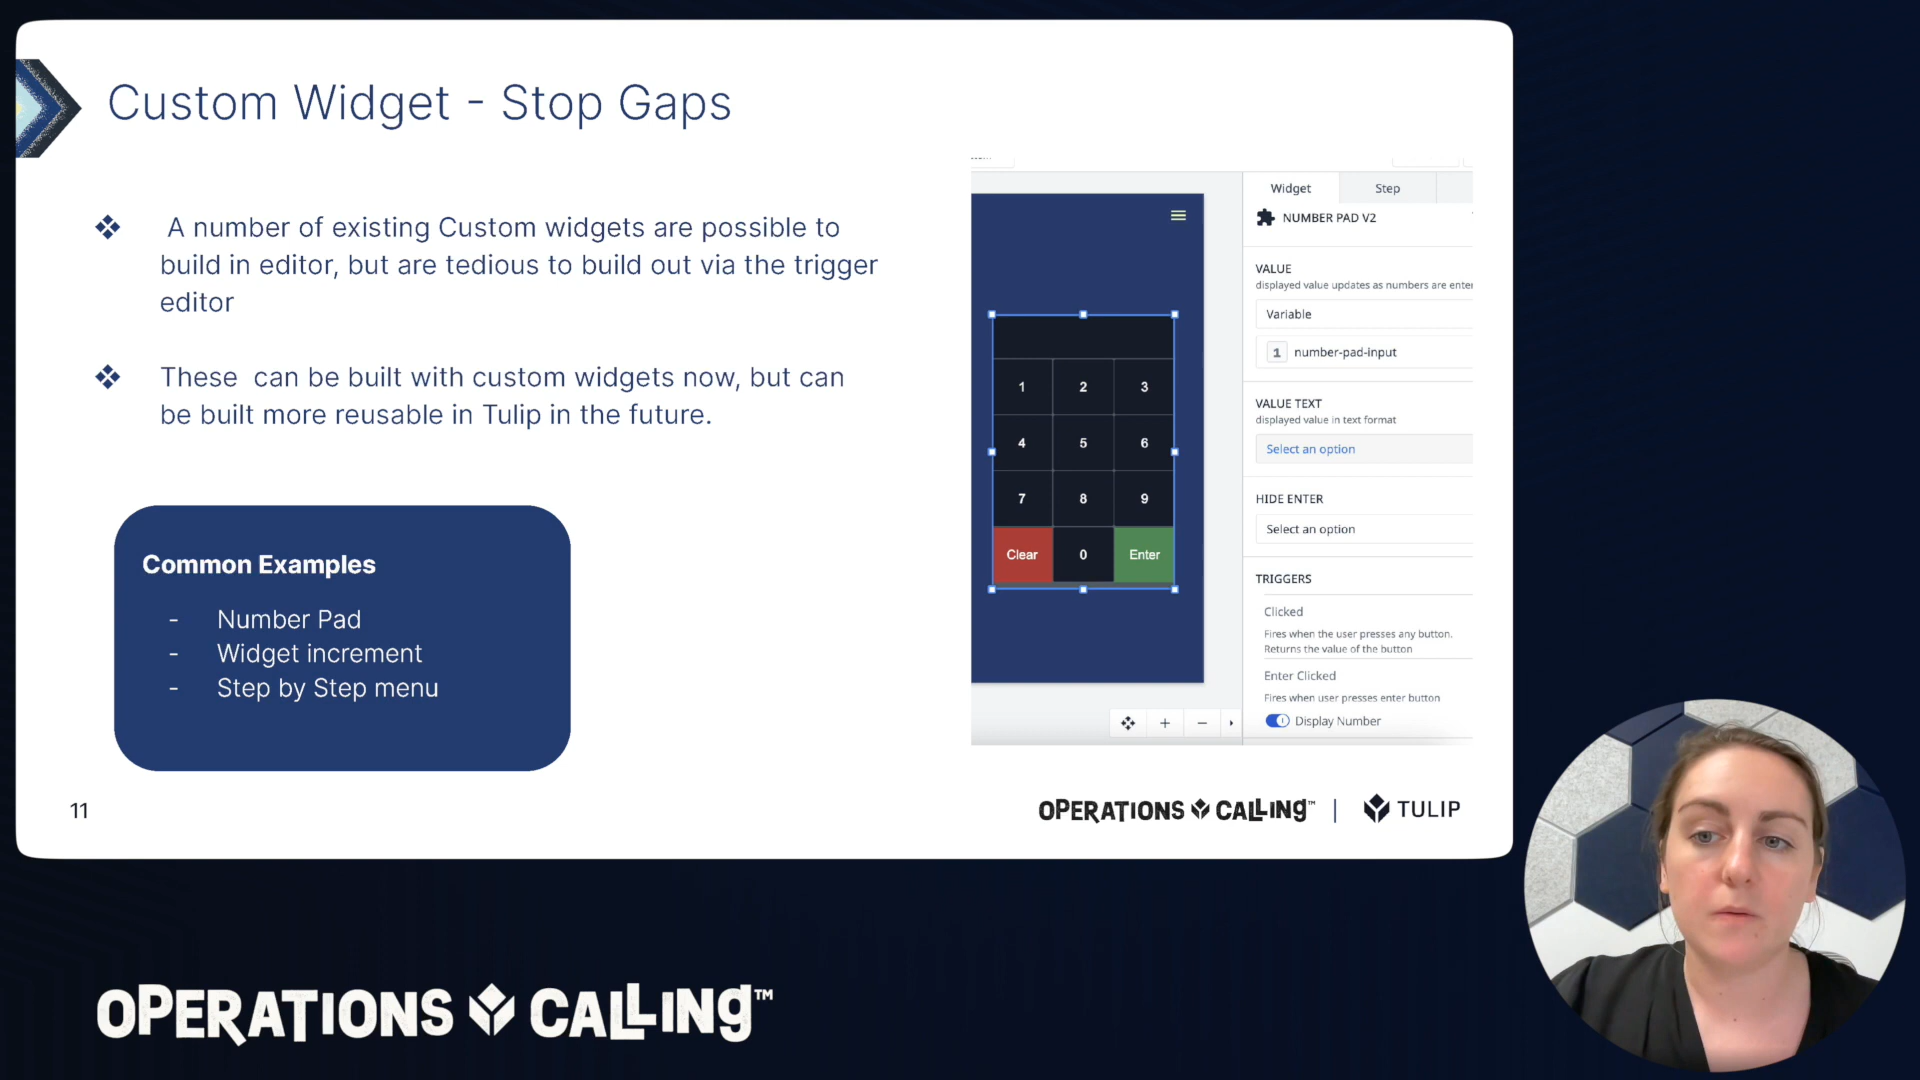 Custom Widget - Stop Gaps
A number of existing Custom widgets are possible to
build in editor, but are tedious to build out via the trigger
editor
These can be built with custom widgets now, but can
be built more reusable in Tulip in the future.
Common Examples
- Number Pad
- Widget increment
- Step by Step menu
11
1 2 3
4 5 6
7 8 9
Clear 0 Enter
Widget Step
NUMBER PAD V2
VALUE
displayed value updates as numbers are enter
Variable
1 number-pad-input
VALUE TEXT
displayed value in text format
Select an option
HIDE ENTER
Select an option
TRIGGERS
Clicked
Fires when the user presses any button.
Returns the value of the button
Enter Clicked
Fires when user presses enter button
Display Number
OPERATIONS CALLING™ | TULIP
OPERATIONS CALLING™